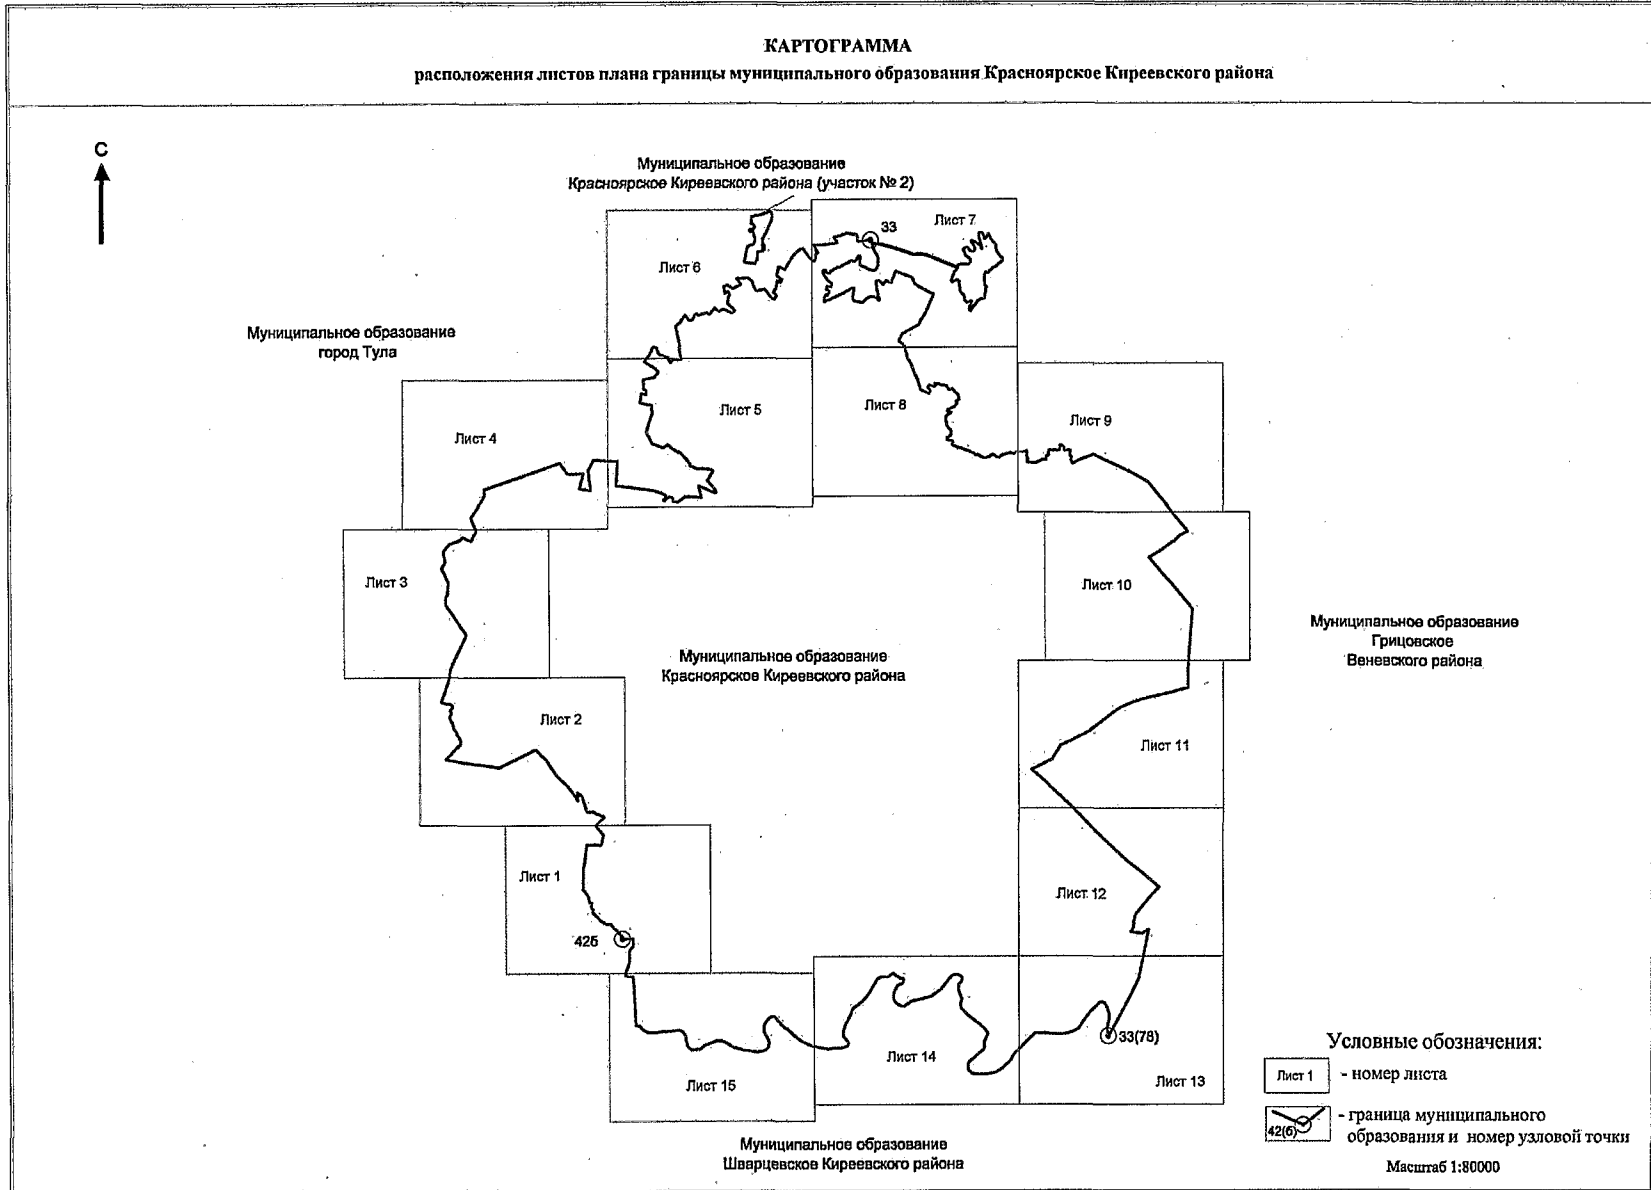 КАРТОГРАММА
расположения листов плана границы муниципального образования Красноярское Киреевского района
С
Муниципальное образование
Красноярское Киреевского района (участок № 2)
33
Лист 7
Лист 6
Муниципальное образование
город Тула
Лист 5
Лист 8
Лист 9
Лист 4
Лист 3
Лист 10
Муниципальное образование
Грицовское
Веневского района
Муниципальное образование
Красноярское Киреевского района
Лист 2
Лист 11
Лист 1
Лист 12
42б
33(78)
Лист 14
Лист 13
Лист 15
Условные обозначения:
Лист 1 - номер листа
42(б) - граница муниципального
образования и номер узловой точки
Масштаб 1:80000
Муниципальное образование
Шварцевское Киреевского района